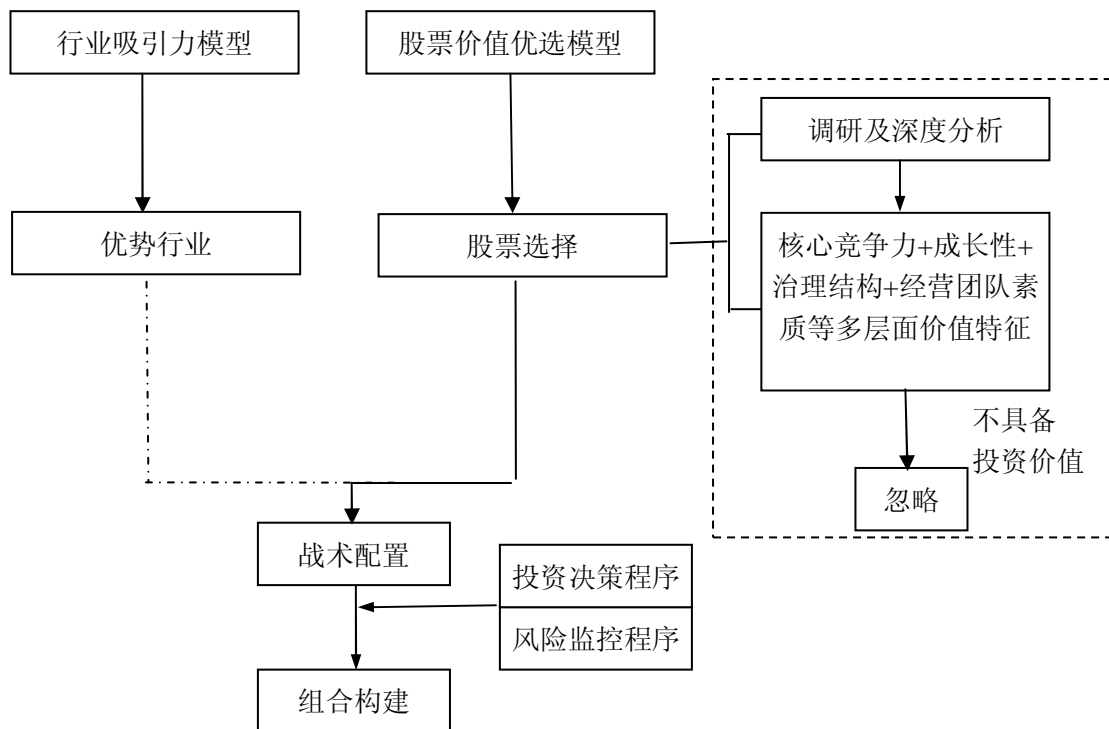 行业吸引力模型
股票价值优选模型
调研及深度分析
优势行业
股票选择
核心竞争力+成长性+
治理结构+经营团队素
质等多层面价值特征
不具备
投资价值
忽略
战术配置
投资决策程序
风险监控程序
组合构建